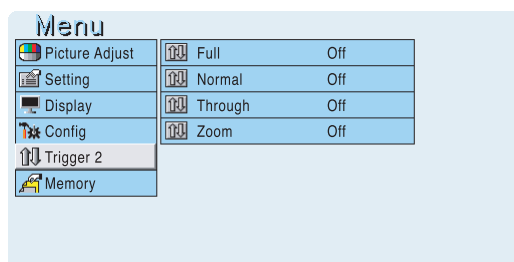 Menu
Picture Adjust
Setting
Display
Config
Trigger 2
Memory
Full Off
Normal Off
Through Off
Zoom Off